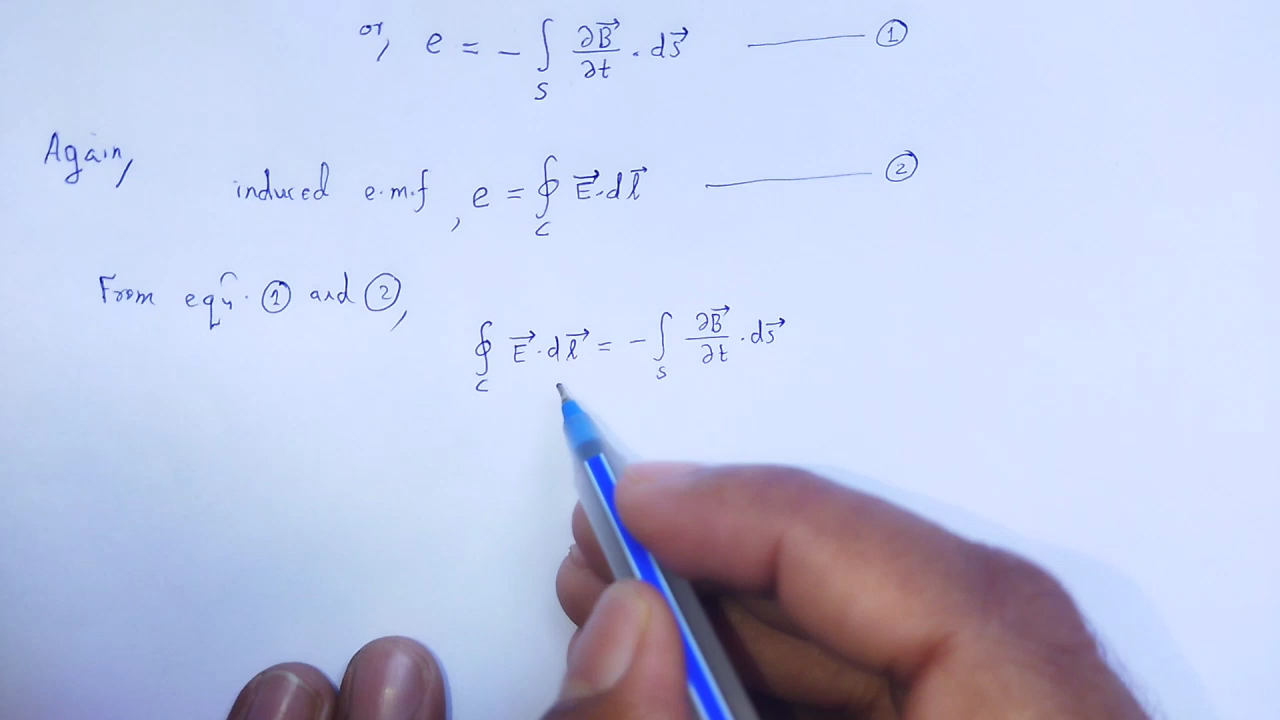 or, e = - ∫_S ∂B⃗/∂t · ds⃗ ——— ①
Again,
induced e.m.f, e = ∮_C E⃗·dl⃗ ——— ②
From eqn. ① and ②,
∮_C E⃗·dl⃗ = - ∫_S ∂B⃗/∂t · ds⃗